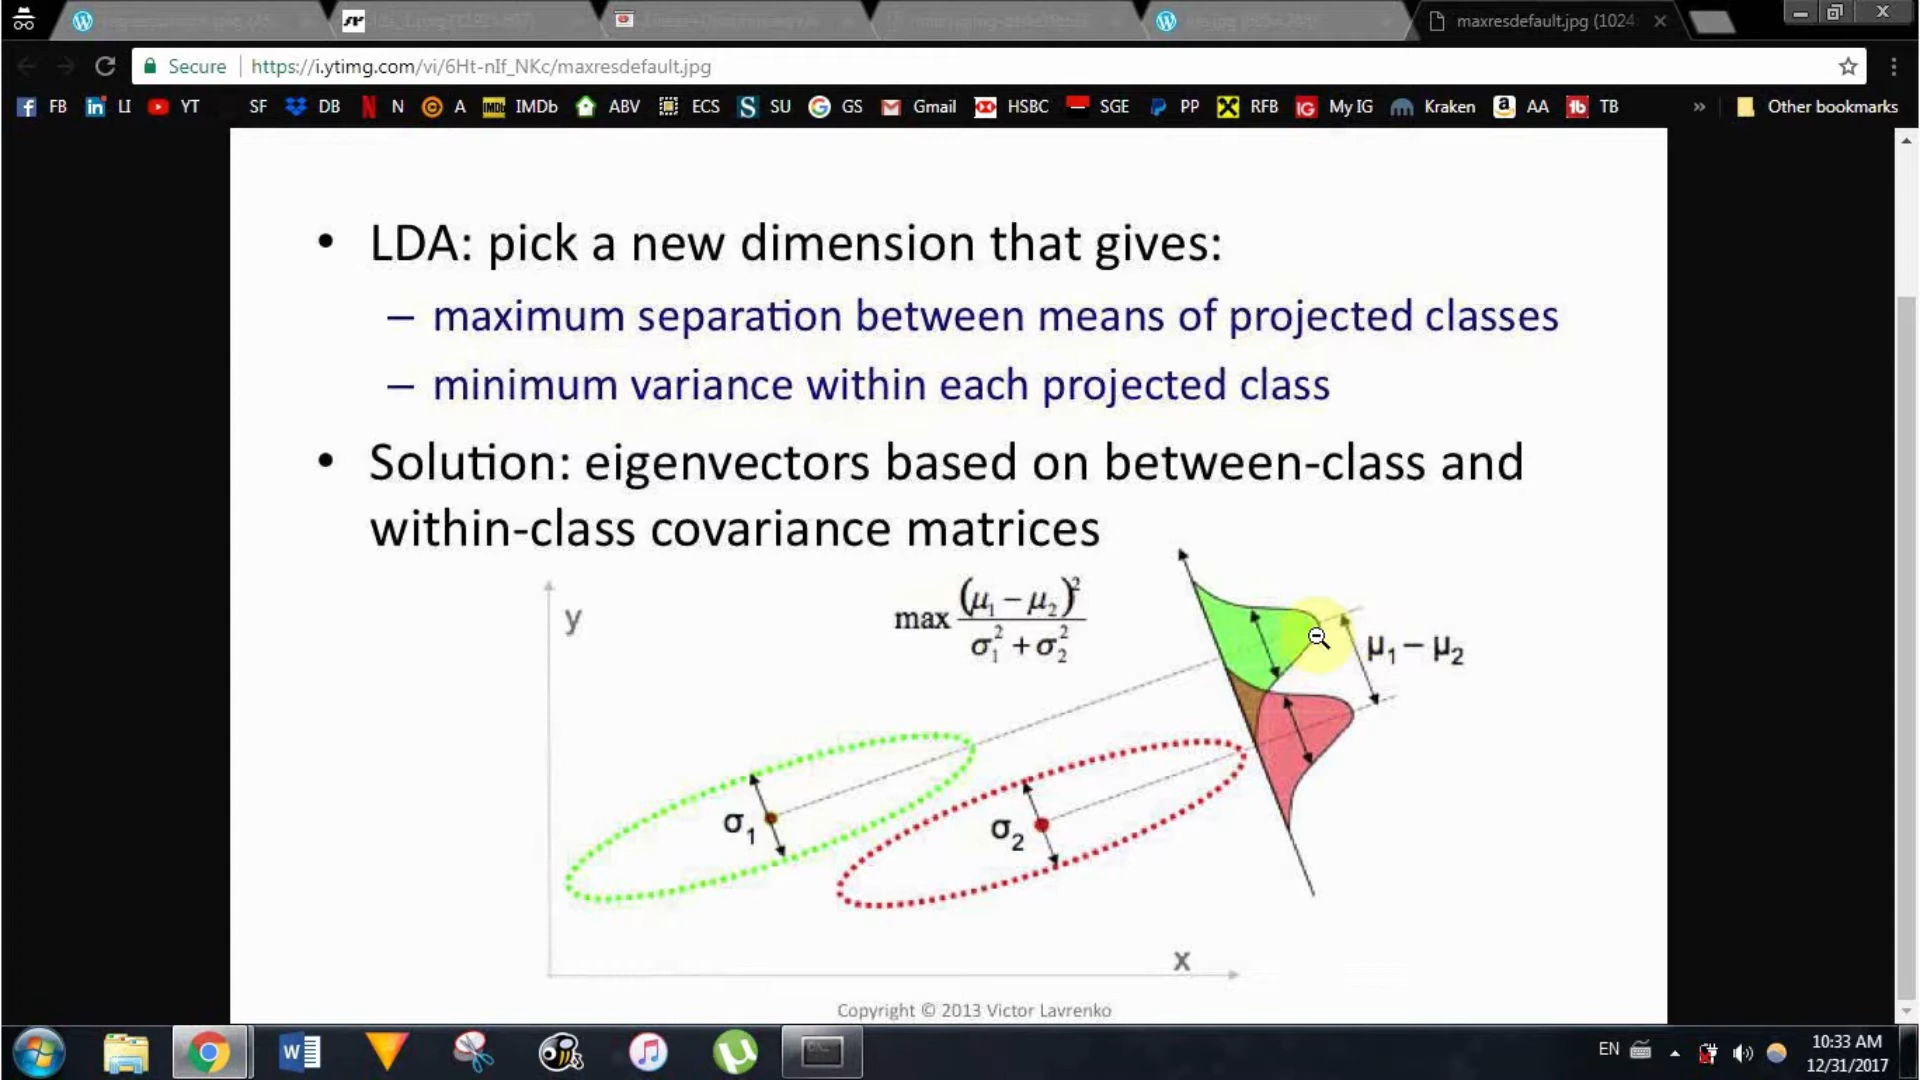 maxresdefault.jpg (1024
Secure https://i.ytimg.com/vi/6Ht-nIf_NKc/maxresdefault.jpg
FB LI YT SF DB N A IMDb ABV ECS SU GS Gmail HSBC SGE PP RFB My IG Kraken AA TB » Other bookmarks
• LDA: pick a new dimension that gives:
– maximum separation between means of projected classes
– minimum variance within each projected class
• Solution: eigenvectors based on between-class and
within-class covariance matrices
y
max (μ₁ − μ₂)² / σ₁² + σ₂²
μ₁ − μ₂
σ₁
σ₂
x
Copyright © 2013 Victor Lavrenko
EN
10:33 AM
12/31/2017